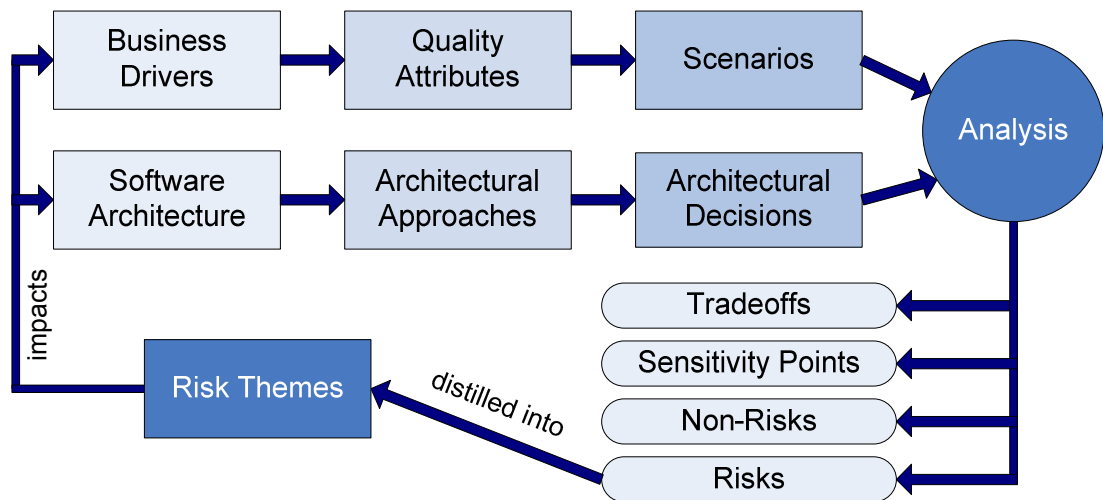 Business
Drivers
Quality
Attributes
Scenarios
Analysis
Software
Architecture
Architectural
Approaches
Architectural
Decisions
impacts
Tradeoffs
Sensitivity Points
Risk Themes
distilled into
Non-Risks
Risks